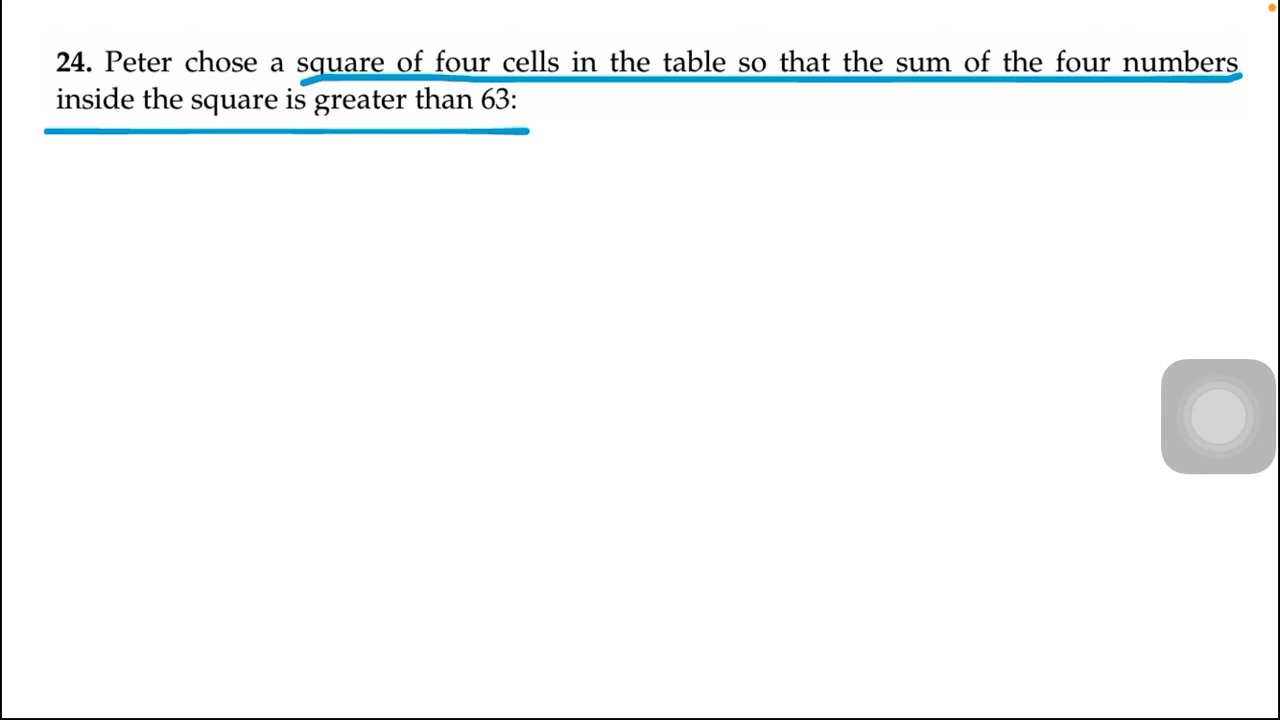 24. Peter chose a square of four cells in the table so that the sum of the four numbers
inside the square is greater than 63: